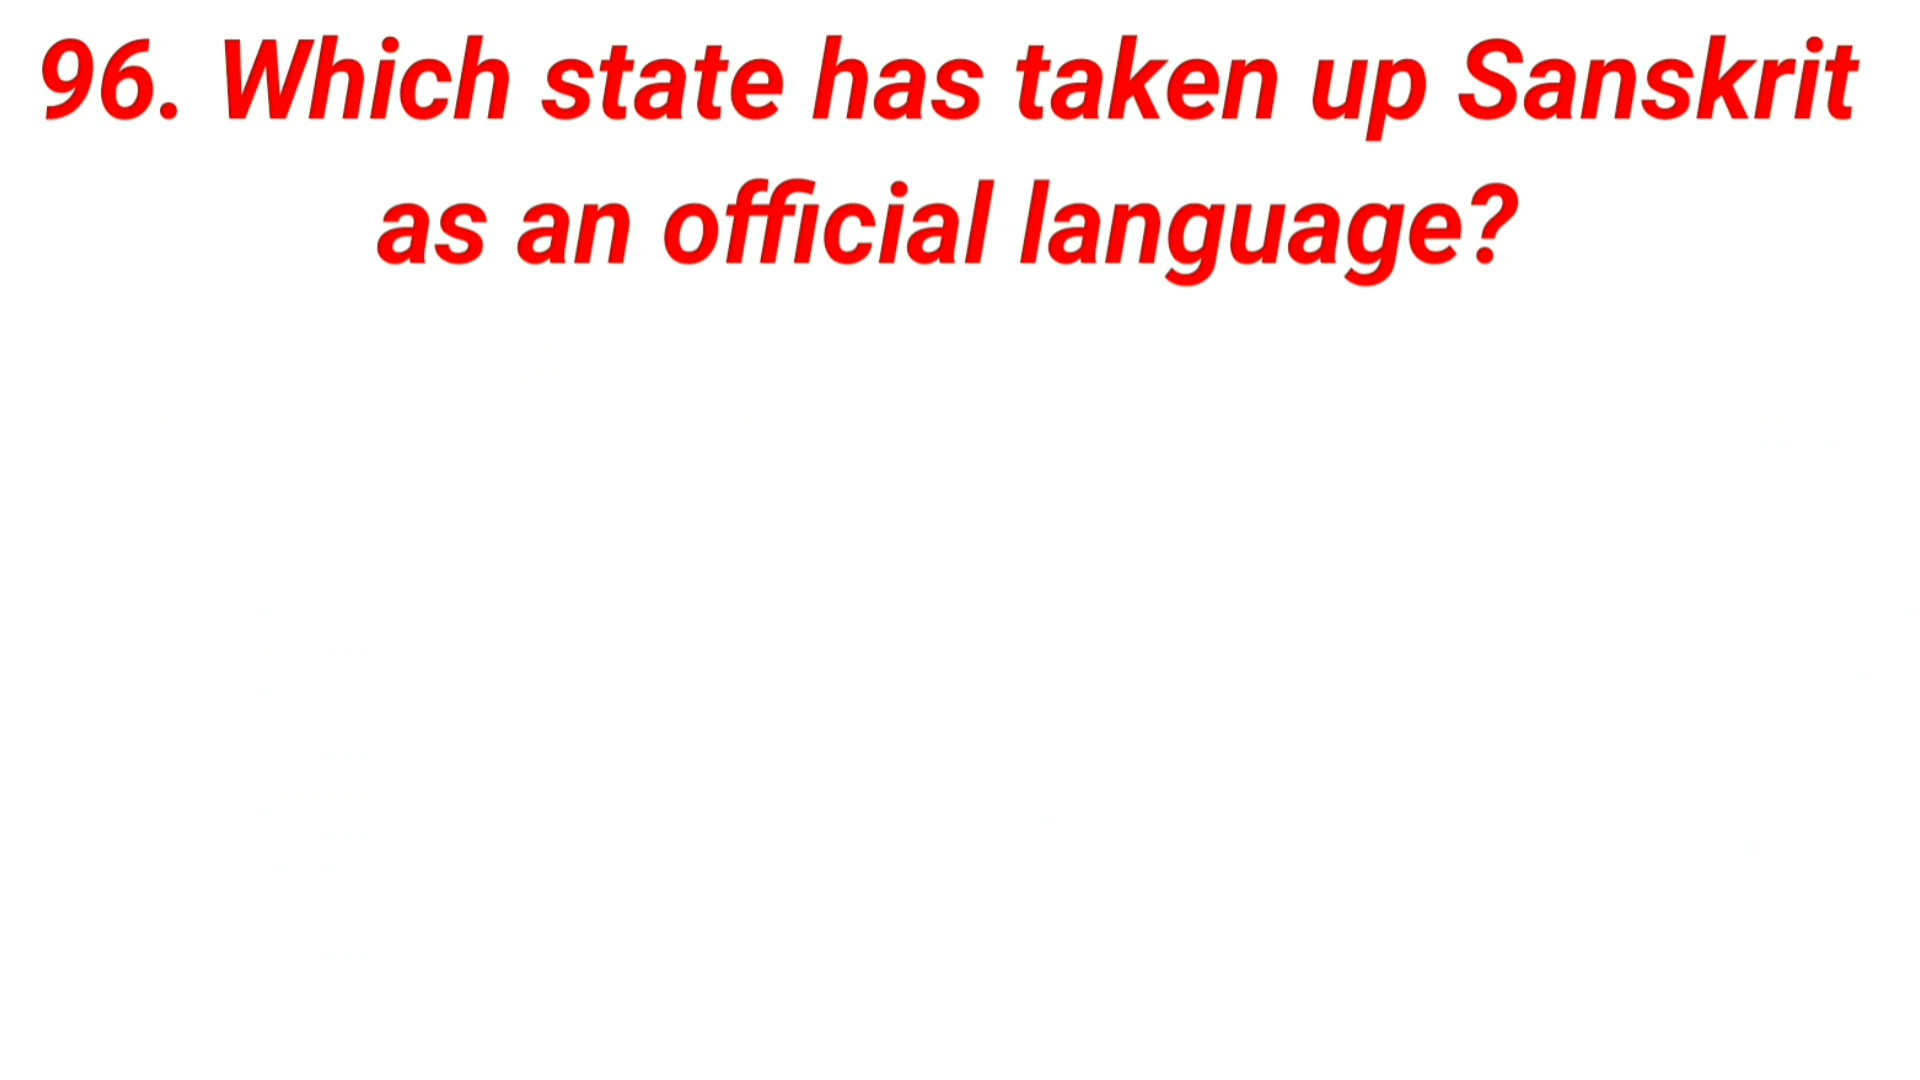 96. Which state has taken up Sanskrit
as an official language?